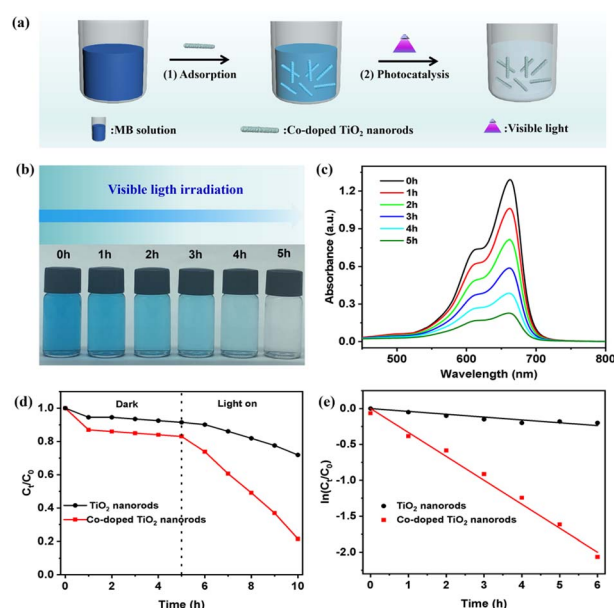 (a)
(1) Adsorption
(2) Photocatalysis
:MB solution
:Co-doped TiO₂ nanorods
:Visible light
(b)
Visible ligth irradiation
0h 1h 2h 3h 4h 5h
(c)
Absorbance (a.u.)
1.2
0.9
0.6
0.3
0.0
0h
1h
2h
3h
4h
5h
500 600 700 800
Wavelength (nm)
(d)
Cₜ/C₀
1.0
0.8
0.6
0.4
0.2
0.0
Dark
Light on
TiO₂ nanorods
Co-doped TiO₂ nanorods
0 2 4 6 8 10
Time (h)
(e)
ln(Cₜ/C₀)
0.0
-0.5
-1.0
-1.5
-2.0
TiO₂ nanorods
Co-doped TiO₂ nanorods
0 1 2 3 4 5 6
Time (h)